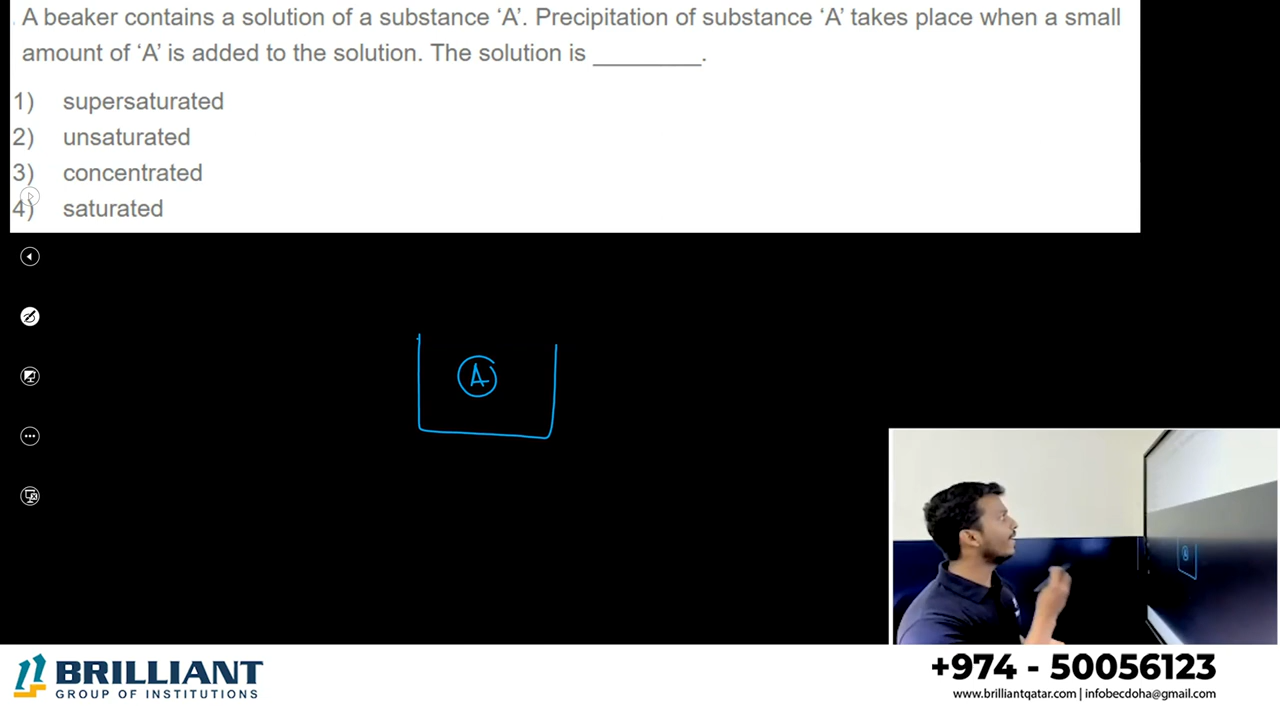 A beaker contains a solution of a substance ‘A’. Precipitation of substance ‘A’ takes place when a small
amount of ‘A’ is added to the solution. The solution is _________.
1) supersaturated
2) unsaturated
3) concentrated
4) saturated
A
A
BRILLIANT
GROUP OF INSTITUTIONS
+974 - 50056123
www.brilliantqatar.com | infobecdoha@gmail.com